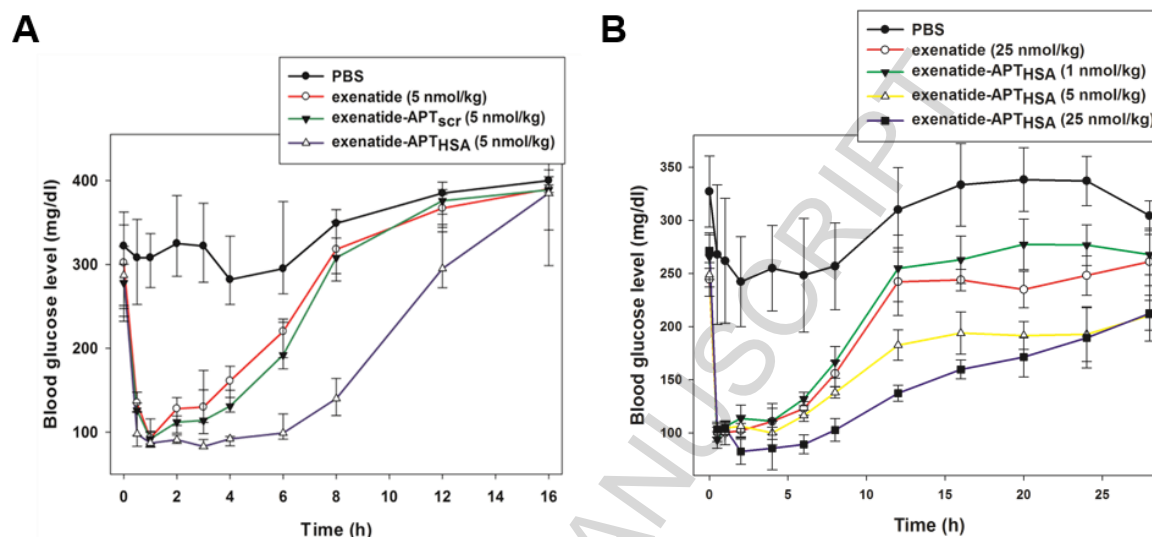 A
PBS
exenatide (5 nmol/kg)
exenatide-APTscr (5 nmol/kg)
exenatide-APTHSA (5 nmol/kg)
Blood glucose level (mg/dl)
400
300
200
100
0 2 4 6 8 10 12 14 16
Time (h)
B
PBS
exenatide (25 nmol/kg)
exenatide-APTHSA (1 nmol/kg)
exenatide-APTHSA (5 nmol/kg)
exenatide-APTHSA (25 nmol/kg)
Blood glucose level (mg/dl)
350
300
250
200
150
100
0 5 10 15 20 25
Time (h)
ANUSCRIPT